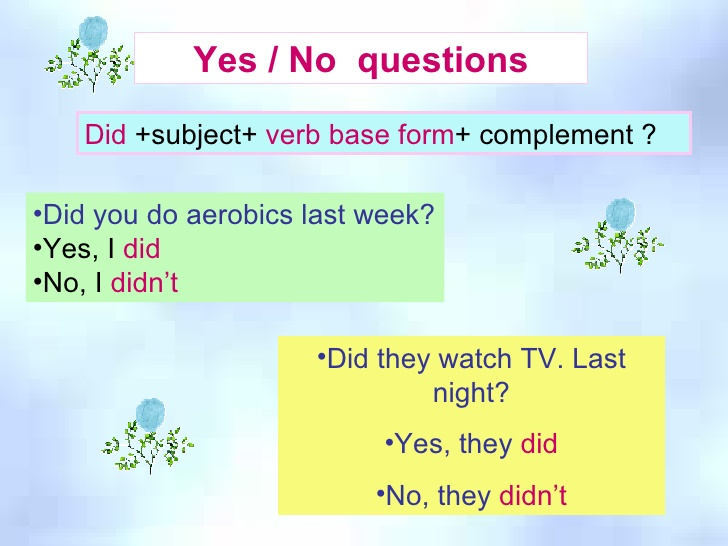 Yes / No  questions
Did +subject+ verb base form+ complement ?
•Did you do aerobics last week?
•Yes, I did
•No, I didn’t
•Did they watch TV. Last
night?
•Yes, they did
•No, they didn’t